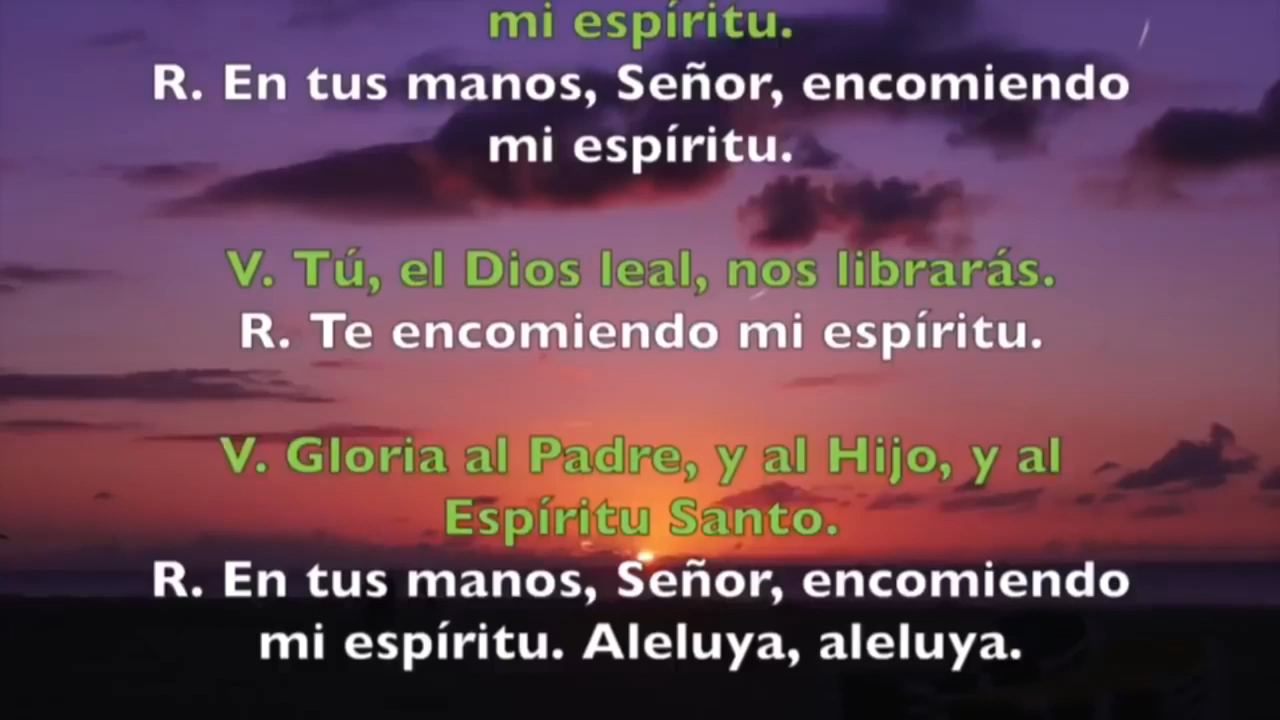 mi espíritu.
R. En tus manos, Señor, encomiendo
mi espíritu.
V. Tú, el Dios leal, nos librarás.
R. Te encomiendo mi espíritu.
V. Gloria al Padre, y al Hijo, y al
Espíritu Santo.
R. En tus manos, Señor, encomiendo
mi espíritu. Aleluya, aleluya.